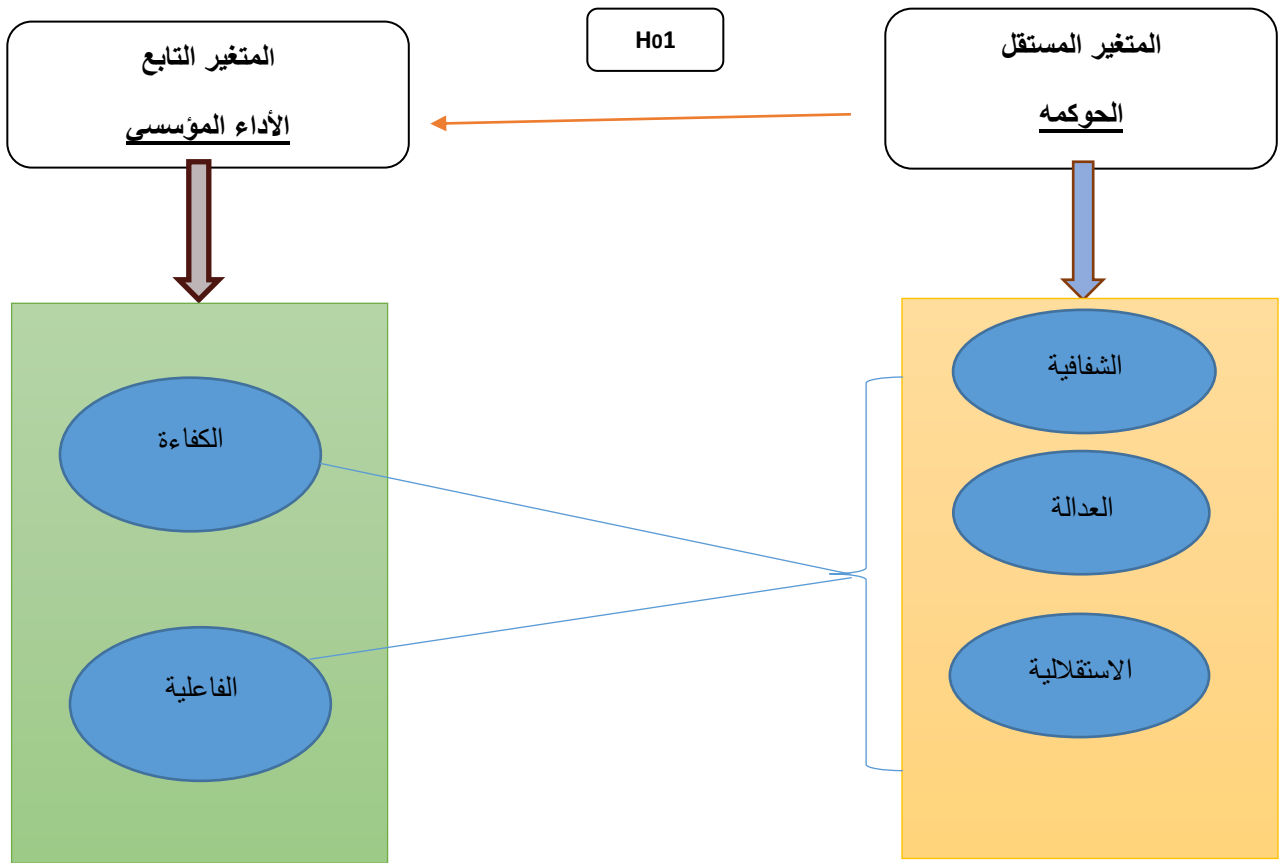 المتغير المستقل
الحوكمه
H01
المتغير التابع
الأداء المؤسسي
الشفافية
العدالة
الاستقلالية
الكفاءة
الفاعلية